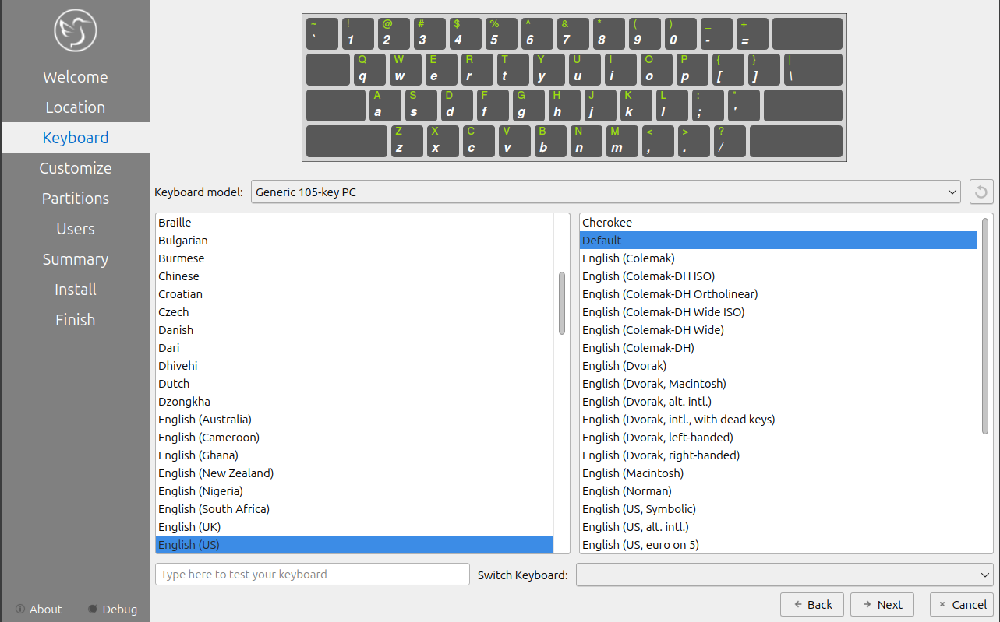 Welcome
Location
Keyboard
Customize
Partitions
Users
Summary
Install
Finish
About Debug
~ ! @ # $ % ^ & * ( ) _ +
` 1 2 3 4 5 6 7 8 9 0 - =
Q W E R T Y U I O P { } |
q w e r t y u i o p [ ] \
A S D F G H J K L : "
a s d f g h j k l ; '
Z X C V B N M < > ?
z x c v b n m , . /
Keyboard model: Generic 105-key PC
Braille
Bulgarian
Burmese
Chinese
Croatian
Czech
Danish
Dari
Dhivehi
Dutch
Dzongkha
English (Australia)
English (Cameroon)
English (Ghana)
English (New Zealand)
English (Nigeria)
English (South Africa)
English (UK)
English (US)
Cherokee
Default
English (Colemak)
English (Colemak-DH ISO)
English (Colemak-DH Ortholinear)
English (Colemak-DH Wide ISO)
English (Colemak-DH Wide)
English (Colemak-DH)
English (Dvorak)
English (Dvorak, Macintosh)
English (Dvorak, alt. intl.)
English (Dvorak, intl., with dead keys)
English (Dvorak, left-handed)
English (Dvorak, right-handed)
English (Macintosh)
English (Norman)
English (US, Symbolic)
English (US, alt. intl.)
English (US, euro on 5)
Type here to test your keyboard
Switch Keyboard:
Back Next Cancel